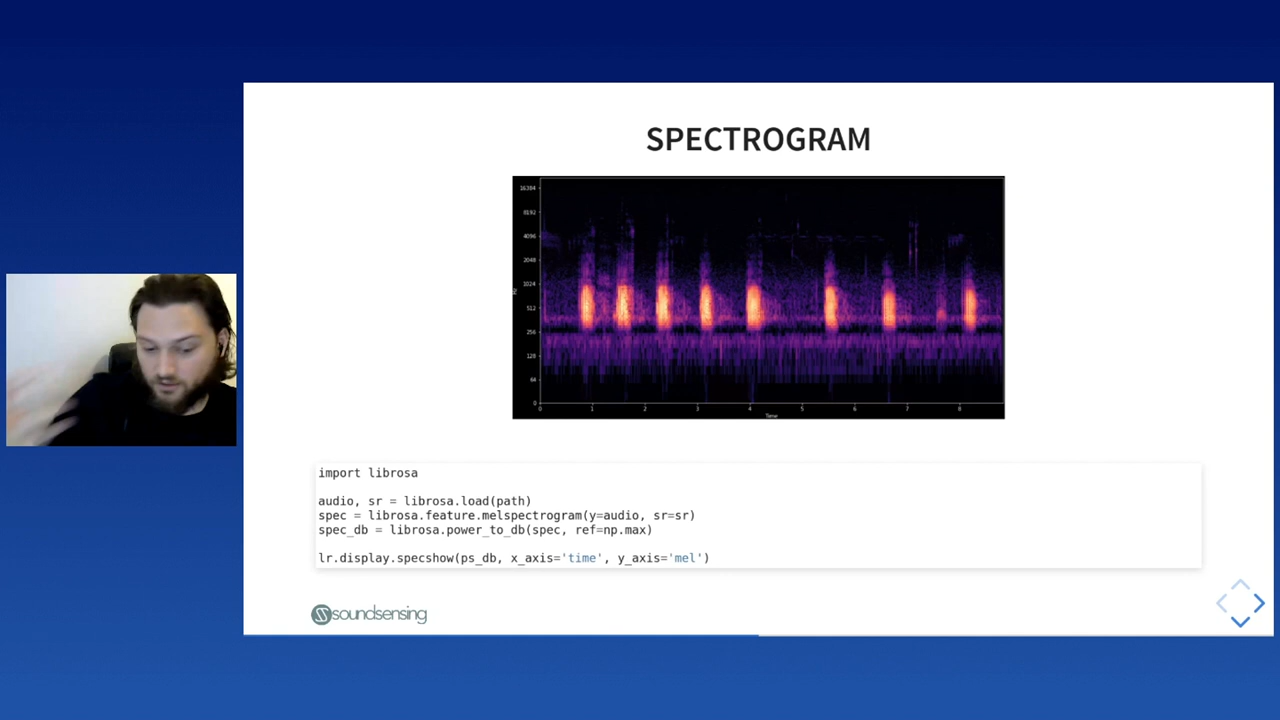 SPECTROGRAM
16384
8192
4096
2048
1024
512
256
128
64
0
Hz
0 1 2 3 4 5 6 7 8
Time
import librosa
audio, sr = librosa.load(path)
spec = librosa.feature.melspectrogram(y=audio, sr=sr)
spec_db = librosa.power_to_db(spec, ref=np.max)
lr.display.specshow(ps_db, x_axis='time', y_axis='mel')
soundsensing